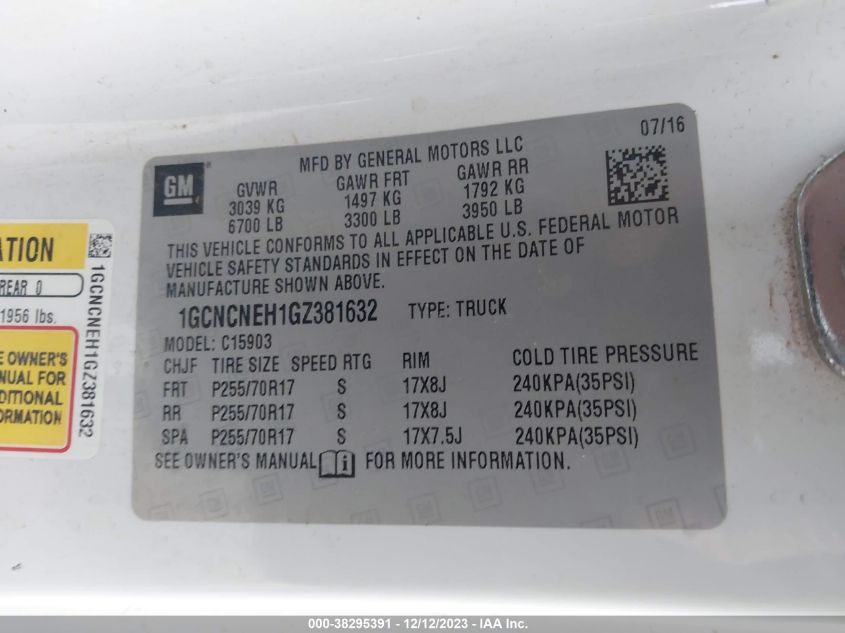 07/16
MFD BY GENERAL MOTORS LLC
GM
GVWR GAWR FRT GAWR RR
3039 KG 1497 KG 1792 KG
6700 LB 3300 LB 3950 LB
THIS VEHICLE CONFORMS TO ALL APPLICABLE U.S. FEDERAL MOTOR
VEHICLE SAFETY STANDARDS IN EFFECT ON THE DATE OF
MANUFACTURE SHOWN ABOVE.
1GCNCNEH1GZ381632 TYPE: TRUCK
MODEL: C15903
CHJF TIRE SIZE SPEED RTG RIM COLD TIRE PRESSURE
FRT P255/70R17 S 17X8J 240KPA(35PSI)
RR P255/70R17 S 17X8J 240KPA(35PSI)
SPA P255/70R17 S 17X7.5J 240KPA(35PSI)
SEE OWNER'S MANUAL FOR MORE INFORMATION.
REAR 0
1956 lbs.
OWNER'S
FOR
1GCNCNEH1GZ381632
000-38295391 - 12/12/2023 - IAA Inc.